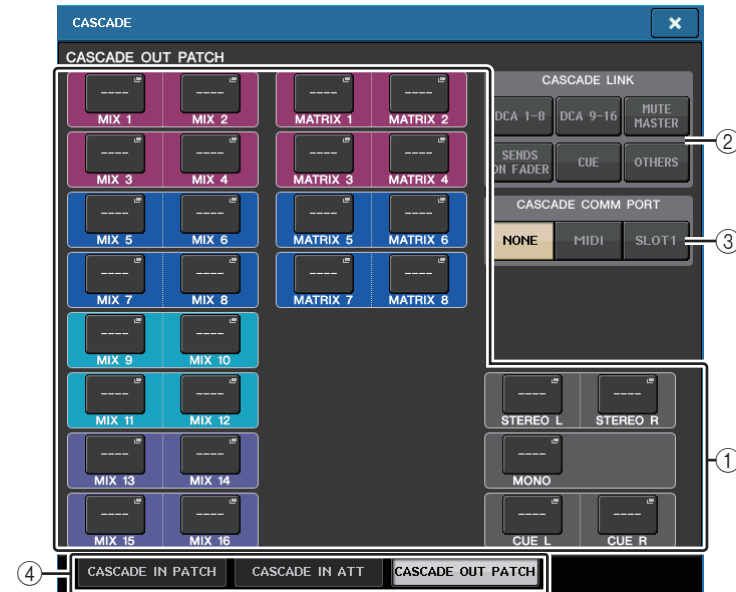 CASCADE
×
CASCADE OUT PATCH
---- ---- ---- ----
MIX 1 MIX 2 MATRIX 1 MATRIX 2
---- ---- ---- ----
MIX 3 MIX 4 MATRIX 3 MATRIX 4
---- ---- ---- ----
MIX 5 MIX 6 MATRIX 5 MATRIX 6
---- ---- ---- ----
MIX 7 MIX 8 MATRIX 7 MATRIX 8
---- ----
MIX 9 MIX 10
---- ----
MIX 11 MIX 12
---- ----
MIX 13 MIX 14
---- ----
MIX 15 MIX 16
CASCADE LINK
DCA 1-8 DCA 9-16 MUTE MASTER
SENDS ON FADER CUE OTHERS
②
CASCADE COMM PORT
NONE MIDI SLOT1
③
---- ----
STEREO L STEREO R
----
MONO
---- ----
CUE L CUE R
①
④
CASCADE IN PATCH CASCADE IN ATT CASCADE OUT PATCH